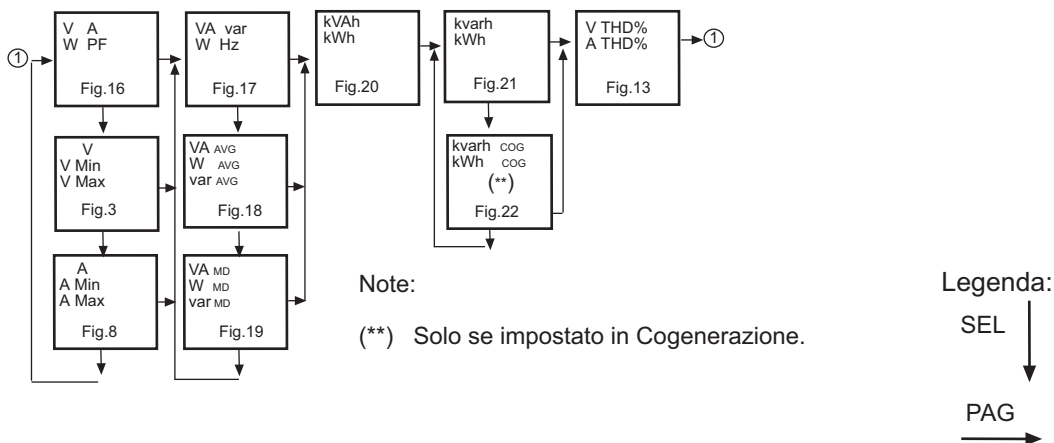 ①
V A
W PF
Fig.16
VA var
W Hz
Fig.17
kVAh
kWh
Fig.20
kvarh
kWh
Fig.21
V THD%
A THD%
Fig.13
①
V
V Min
V Max
Fig.3
VA AVG
W AVG
var AVG
Fig.18
kvarh COG
kWh COG
(**)
Fig.22
A
A Min
A Max
Fig.8
VA MD
W MD
var MD
Fig.19
Note:
(**) Solo se impostato in Cogenerazione.
Legenda:
SEL
PAG